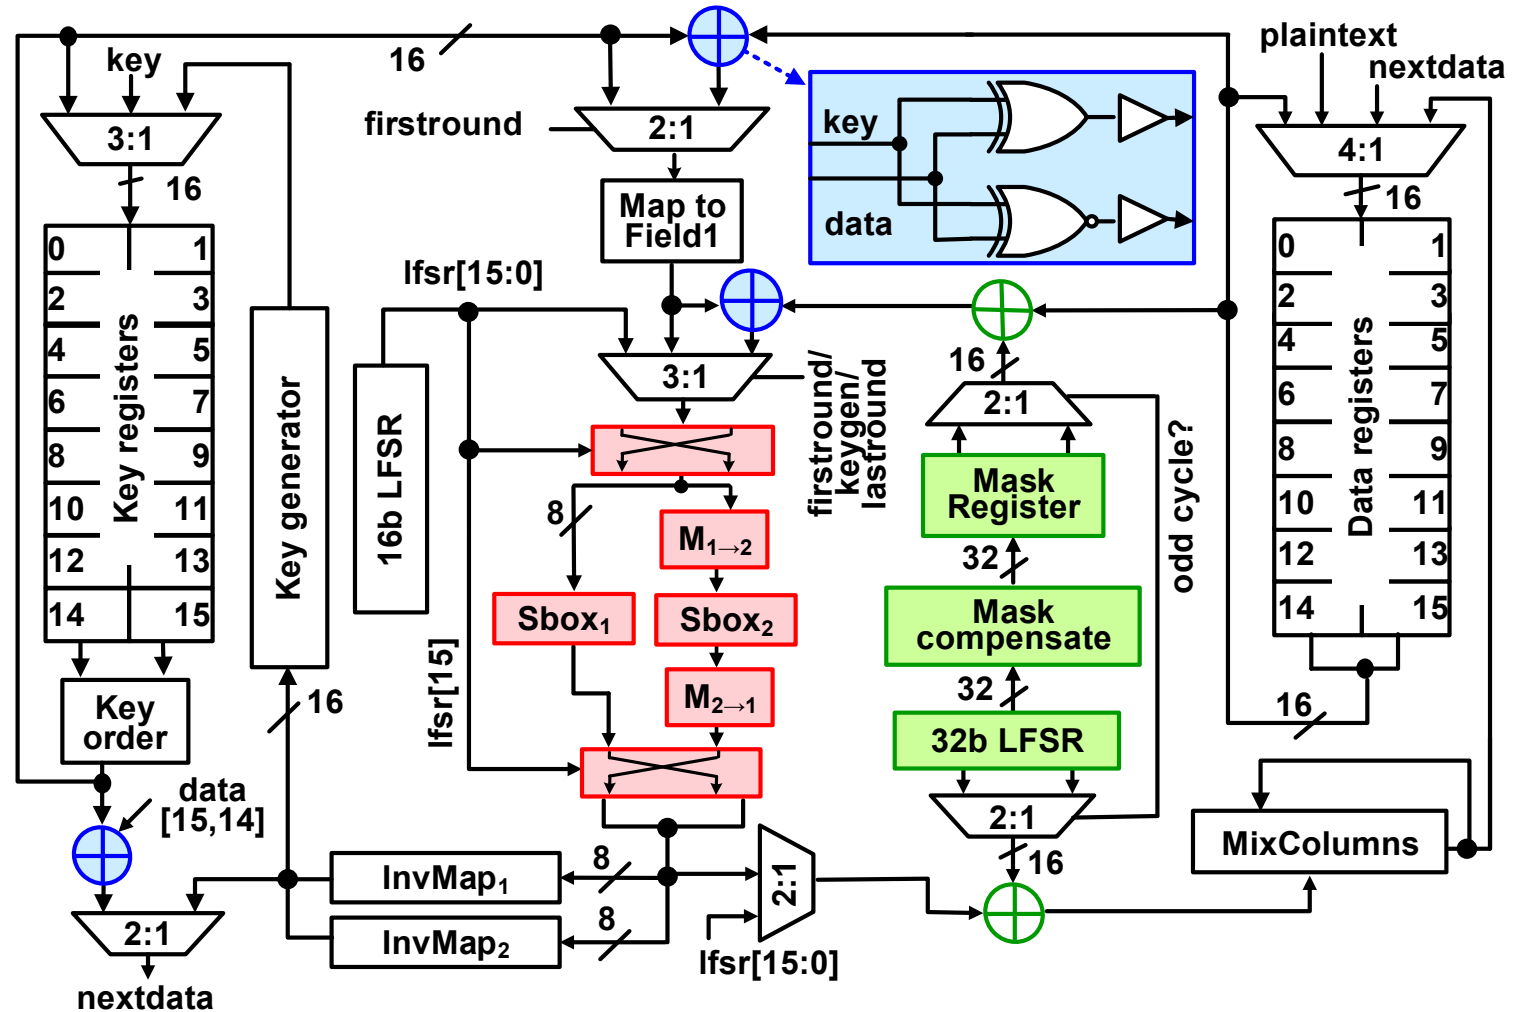 16
key
3:1
16
0
1
2
3
4
5
6
7
8
9
10
11
12
13
14
15
Key registers
Key
order
data
[15,14]
2:1
nextdata
Key generator
16
firstround
2:1
Map to
Field1
lfsr[15:0]
16b LFSR
lfsr[15]
3:1
firstround/
keygen/
lastround
8
M1→2
Sbox1
Sbox2
M2→1
InvMap1
8
InvMap2
8
2:1
lfsr[15:0]
key
data
16
2:1
Mask
Register
32
Mask
compensate
32
32b LFSR
2:1
16
odd cycle?
plaintext
nextdata
4:1
16
0
1
2
3
4
5
6
7
8
9
10
11
12
13
14
15
Data registers
16
MixColumns